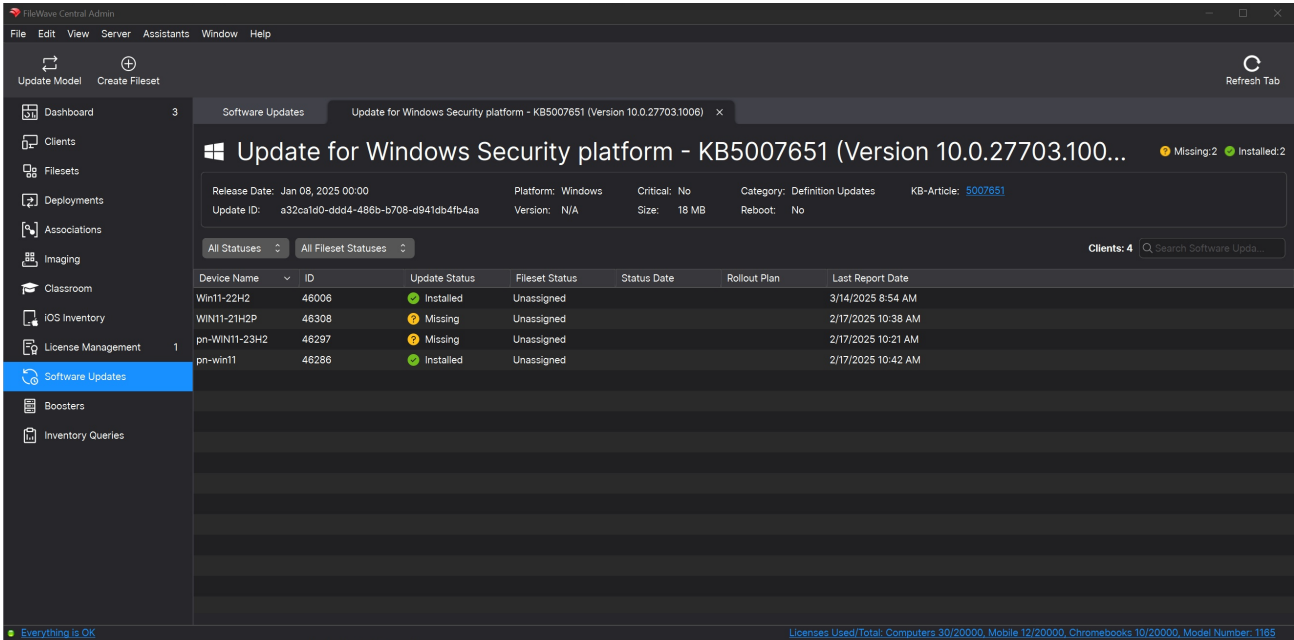 FileWave Central Admin
File Edit View Server Assistants Window Help
Update Model Create Fileset Refresh Tab
Dashboard 3
Clients
Filesets
Deployments
Associations
Imaging
Classroom
iOS Inventory
License Management 1
Software Updates
Boosters
Inventory Queries
Software Updates Update for Windows Security platform - KB5007651 (Version 10.0.27703.1006)
Update for Windows Security platform - KB5007651 (Version 10.0.27703.100... Missing:2 Installed:2
Release Date: Jan 08, 2025 00:00 Platform: Windows Critical: No Category: Definition Updates KB-Article: 5007651
Update ID: a32ca1d0-ddd4-486b-b708-d941db4fb4aa Version: N/A Size: 18 MB Reboot: No
All Statuses All Fileset Statuses Clients: 4 Search Software Upda...
Device Name ID Update Status Fileset Status Status Date Rollout Plan Last Report Date
Win11-22H2 46006 Installed Unassigned 3/14/2025 8:54 AM
WIN11-21H2P 46308 Missing Unassigned 2/17/2025 10:38 AM
pn-WIN11-23H2 46297 Missing Unassigned 2/17/2025 10:21 AM
pn-win11 46286 Installed Unassigned 2/17/2025 10:42 AM
Everything is OK Licenses Used/Total: Computers 30/20000, Mobile 12/20000, Chromebooks 10/20000, Model Number: 1165